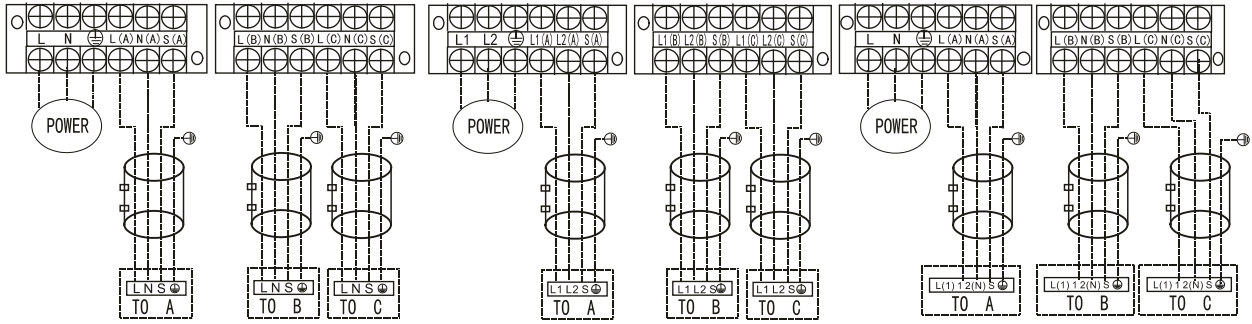 L N L(A) N(A) S(A)
L(B) N(B) S(B) L(C) N(C) S(C)
L1 L2 L1(A) L2(A) S(A)
L1(B) L2(B) S(B) L1(C) L2(C) S(C)
L N L(A) N(A) S(A)
L(B) N(B) S(B) L(C) N(C) S(C)
POWER
POWER
POWER
L N S
TO A
L N S
TO B
L N S
TO C
L1 L2 S
TO A
L1 L2 S
TO B
L1 L2 S
TO C
L(1) 1 2(N) S
TO A
L(1) 1 2(N) S
TO B
L(1) 1 2(N) S
TO C